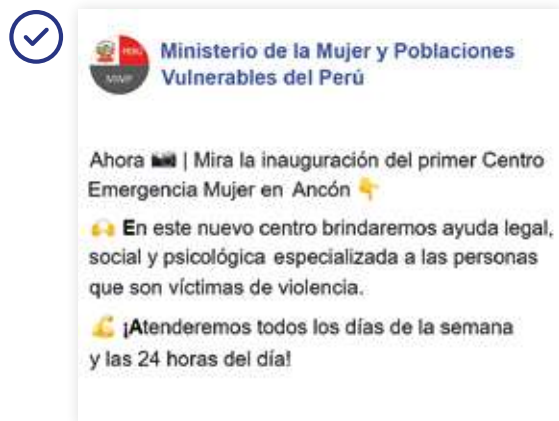 PERÚ
MIMP
Ministerio de la Mujer y Poblaciones
Vulnerables del Perú
Ahora 📹 | Mira la inauguración del primer Centro
Emergencia Mujer en Ancón 👇
🙌 En este nuevo centro brindaremos ayuda legal,
social y psicológica especializada a las personas
que son víctimas de violencia.
💪 ¡Atenderemos todos los días de la semana
y las 24 horas del día!